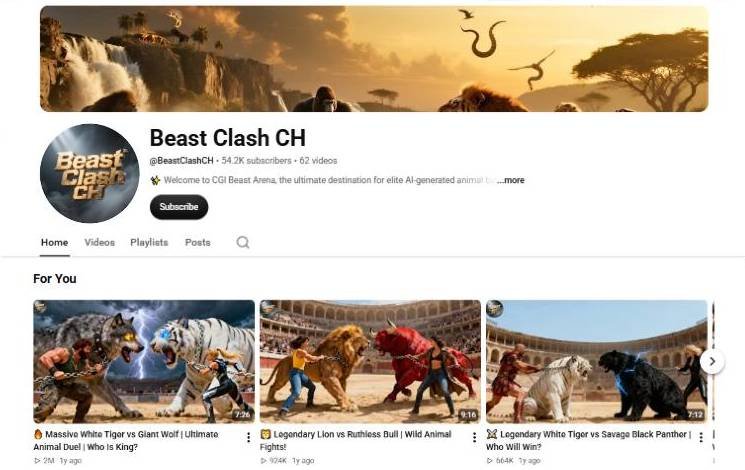 Beast
Clash
CH
Beast Clash CH
@BeastClashCH • 54.2K subscribers • 62 videos
✨ Welcome to CGI Beast Arena, the ultimate destination for elite AI-generated animal ...more
Subscribe
Home Videos Playlists Posts
For You
7:26
9:16
7:12
🔥 Massive White Tiger vs Giant Wolf | Ultimate
Animal Duel | Who Is King?
2M 1y ago
🦁 Legendary Lion vs Ruthless Bull | Wild Animal
Fights!
924K 1y ago
⚔️ Legendary White Tiger vs Savage Black Panther |
Who Will Win?
664K 1y ago